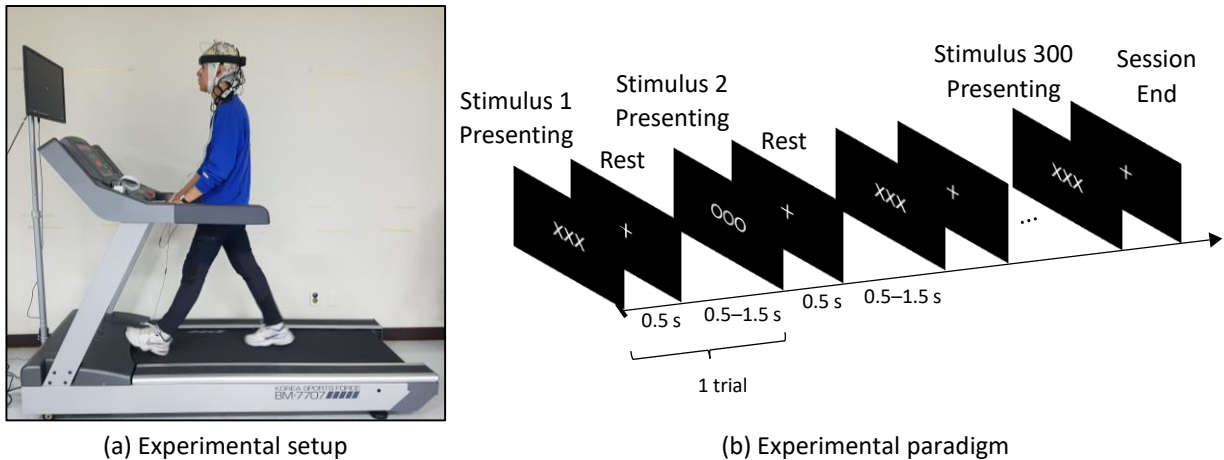 Stimulus 1
Presenting
Rest
Stimulus 2
Presenting
Rest
Stimulus 300
Presenting
Session
End
XXX
+
OOO
+
XXX
+
...
XXX
+
0.5 s
0.5–1.5 s
0.5 s
0.5–1.5 s
1 trial
KOREA SPORTS FORCE
BM-7707
(a) Experimental setup
(b) Experimental paradigm